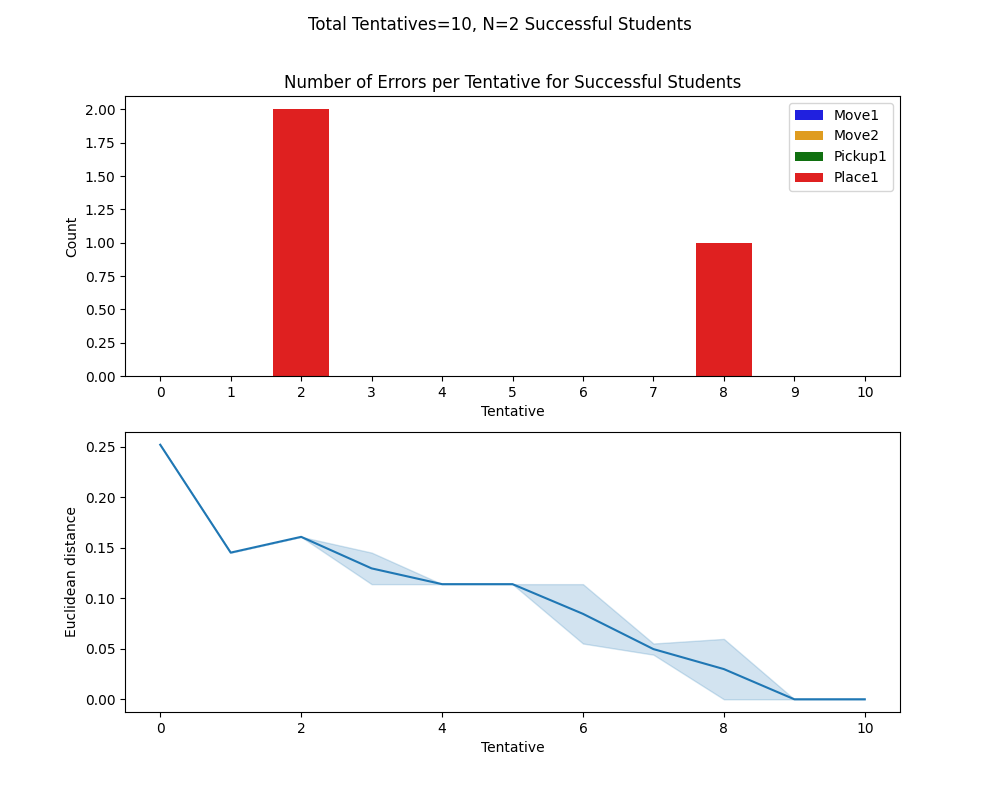 Total Tentatives=10, N=2 Successful Students
Number of Errors per Tentative for Successful Students
2.00
1.75
1.50
1.25
1.00
0.75
0.50
0.25
0.00
Count
Move1
Move2
Pickup1
Place1
0 1 2 3 4 5 6 7 8 9 10
Tentative
0.25
0.20
0.15
0.10
0.05
0.00
Euclidean distance
0 2 4 6 8 10
Tentative